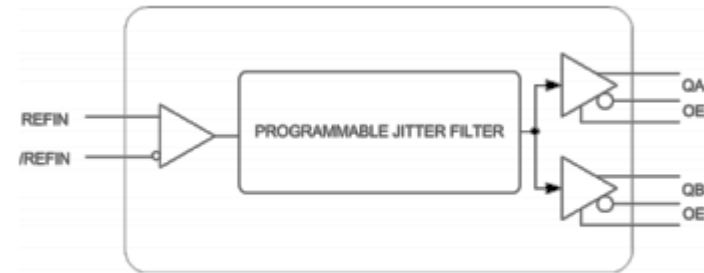 REFIN
/REFIN
PROGRAMMABLE JITTER FILTER
QA
OE
QB
OE